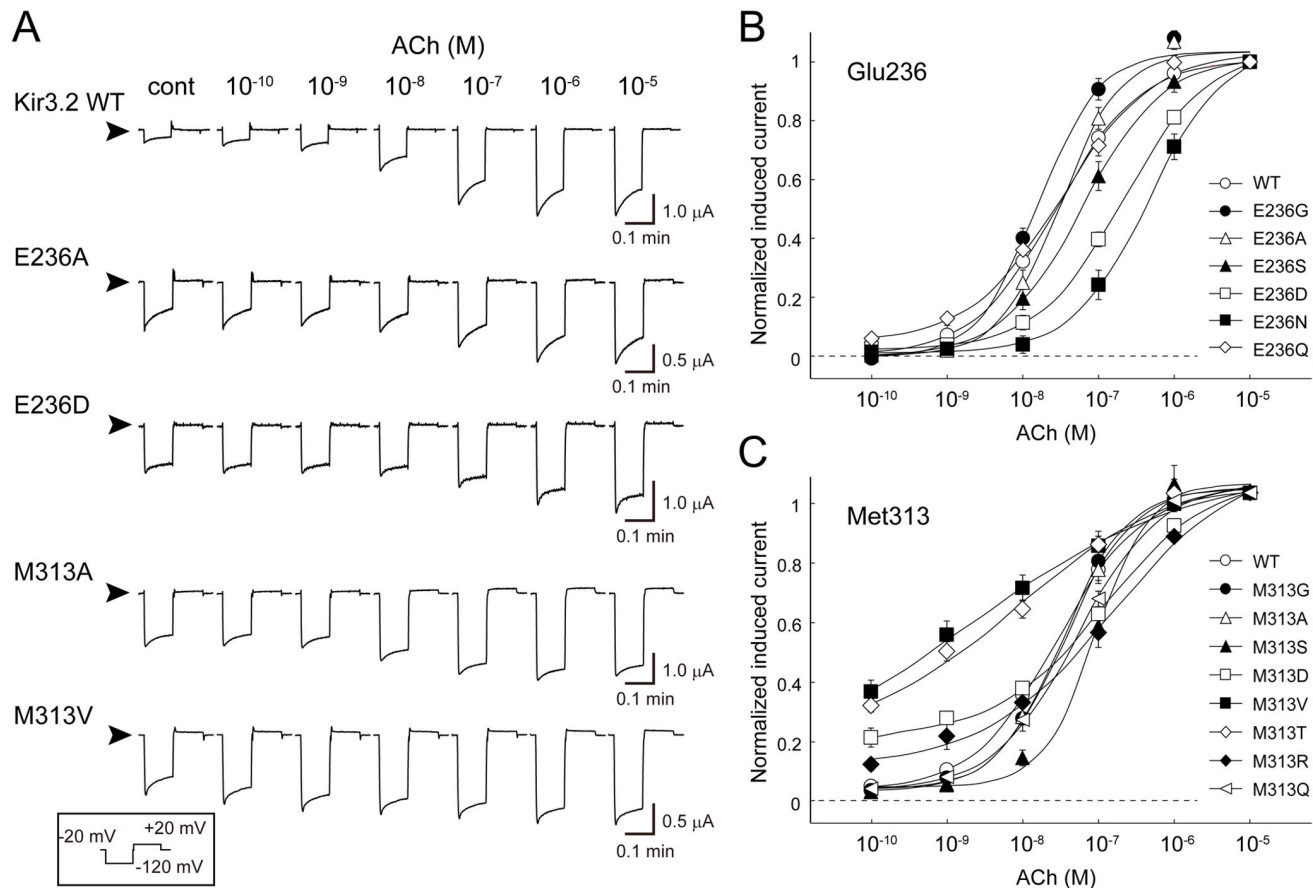 A
ACh (M)
cont 10⁻¹⁰ 10⁻⁹ 10⁻⁸ 10⁻⁷ 10⁻⁶ 10⁻⁵
Kir3.2 WT
1.0 μA
0.1 min
E236A
0.5 μA
0.1 min
E236D
1.0 μA
0.1 min
M313A
1.0 μA
0.1 min
M313V
0.5 μA
0.1 min
-20 mV
+20 mV
-120 mV
B
Glu236
Normalized induced current
1
0.8
0.6
0.4
0.2
0
WT
E236G
E236A
E236S
E236D
E236N
E236Q
10⁻¹⁰ 10⁻⁹ 10⁻⁸ 10⁻⁷ 10⁻⁶ 10⁻⁵
ACh (M)
C
Met313
Normalized induced current
1
0.8
0.6
0.4
0.2
0
WT
M313G
M313A
M313S
M313D
M313V
M313T
M313R
M313Q
10⁻¹⁰ 10⁻⁹ 10⁻⁸ 10⁻⁷ 10⁻⁶ 10⁻⁵
ACh (M)